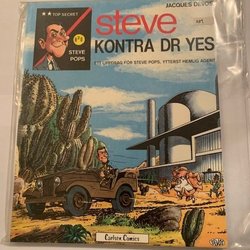 JACQUES DEVOS
★★ TOP SECRET
STEVE
POPS
steve
KONTRA DR YES
ETT UPPDRAG FÖR STEVE POPS, YTTERST HEMLIG AGENT
Carlsen Comics